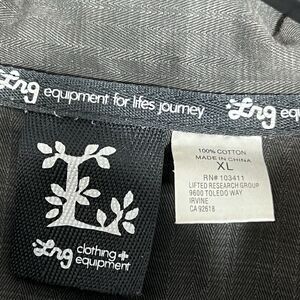 Lrg equipment for lifes journey Lrg equi
100% COTTON
MADE IN CHINA
XL
RN# 103411
LIFTED RESEARCH GROUP
9600 TOLEDO WAY
IRVINE
CA 92618
L
Lrg clothing +
equipment